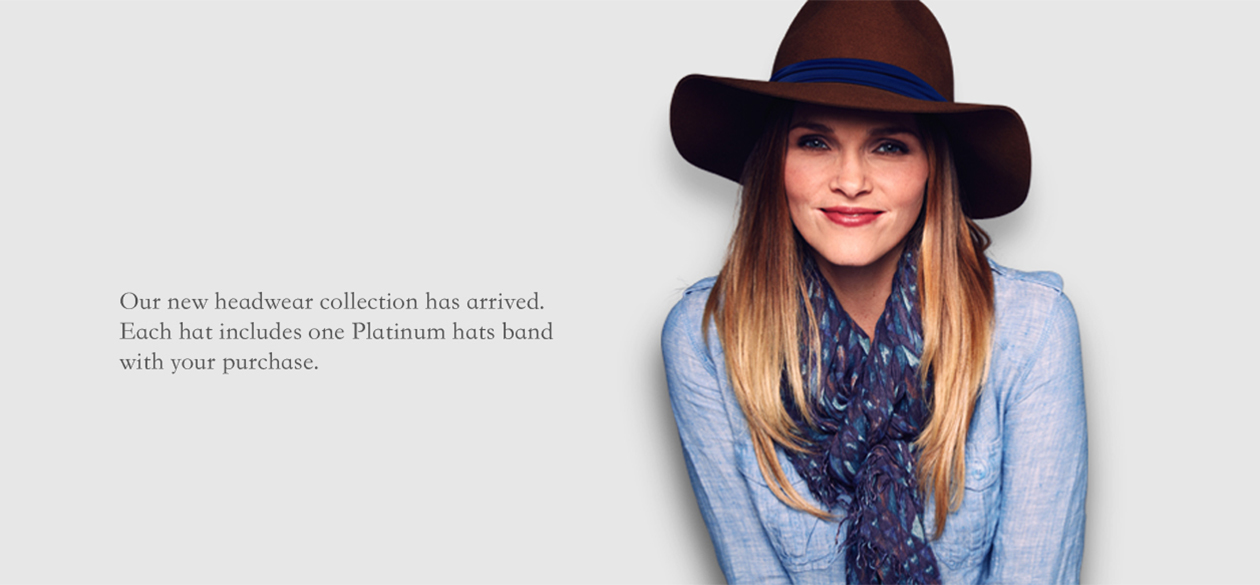 Our new headwear collection has arrived.
Each hat includes one Platinum hats band
with your purchase.